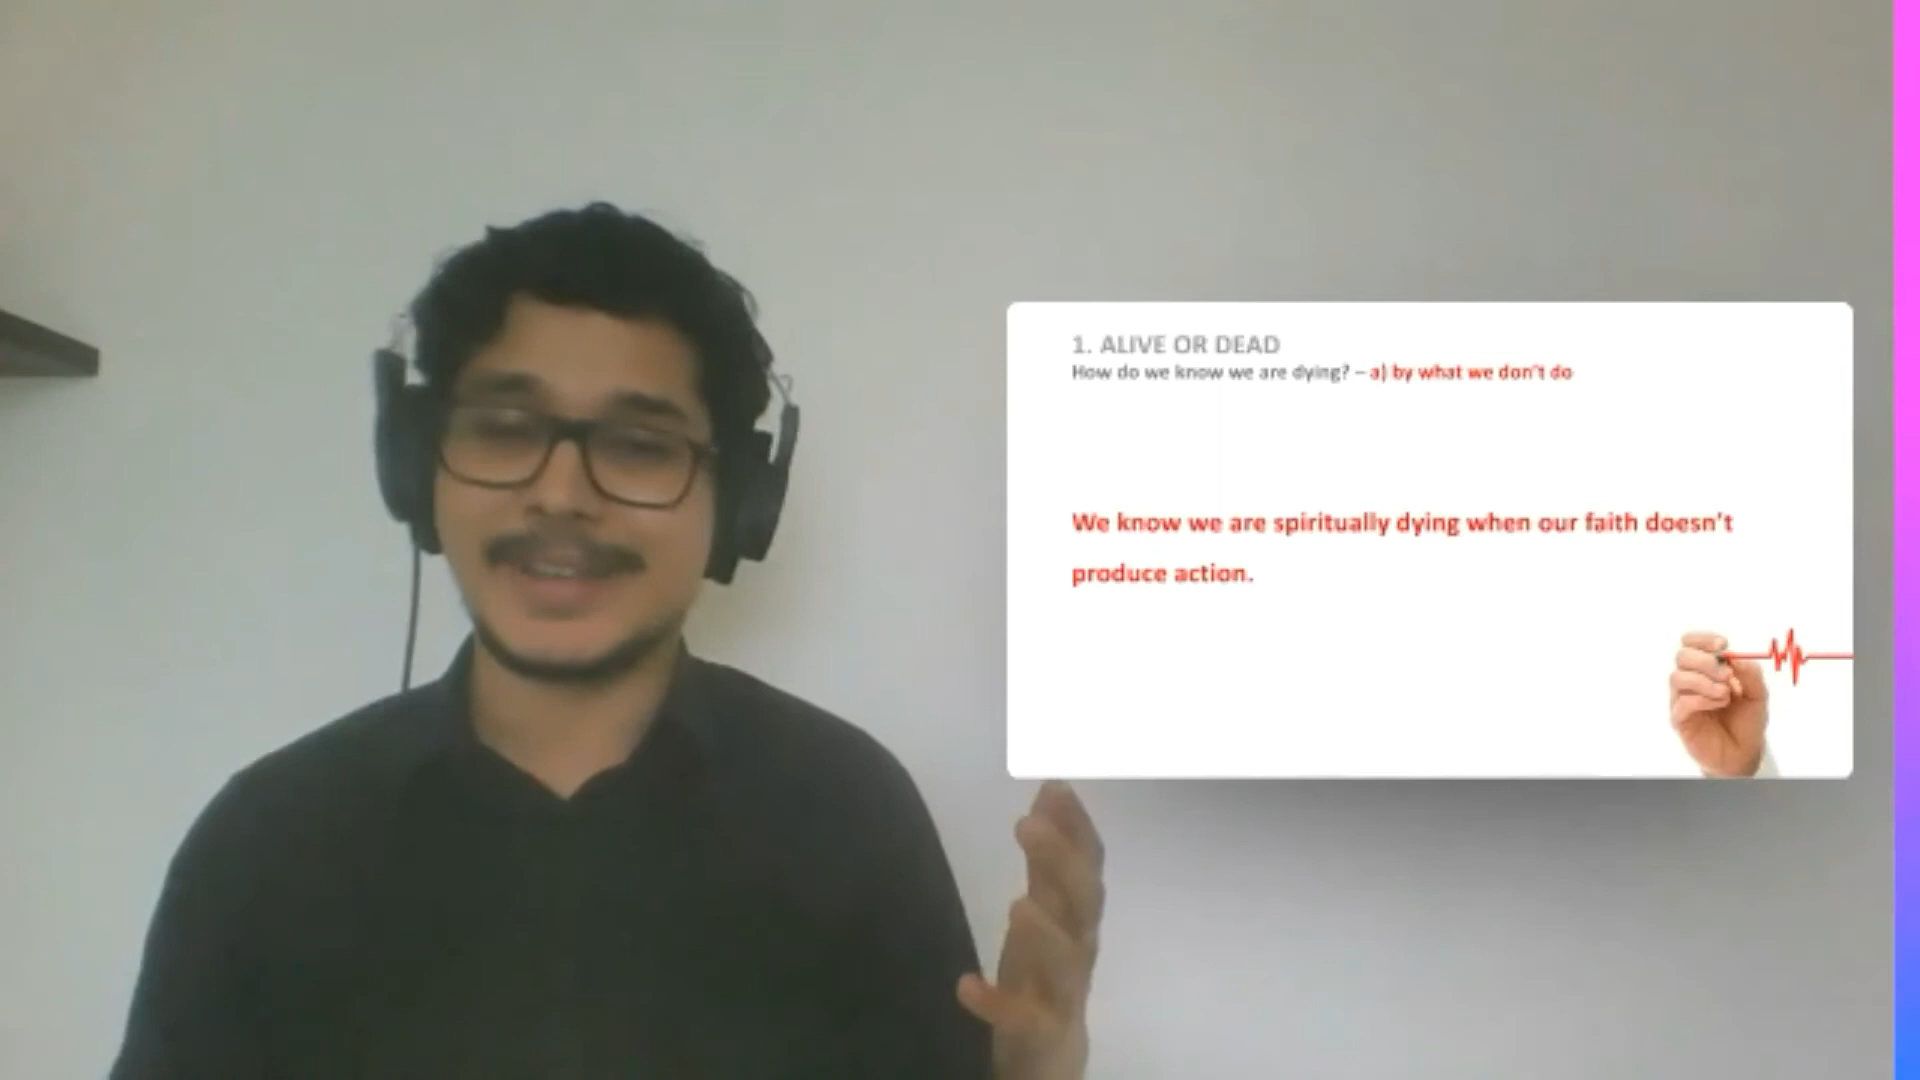 1. ALIVE OR DEAD
How do we know we are dying? – a) by what we don't do
We know we are spiritually dying when our faith doesn't
produce action.